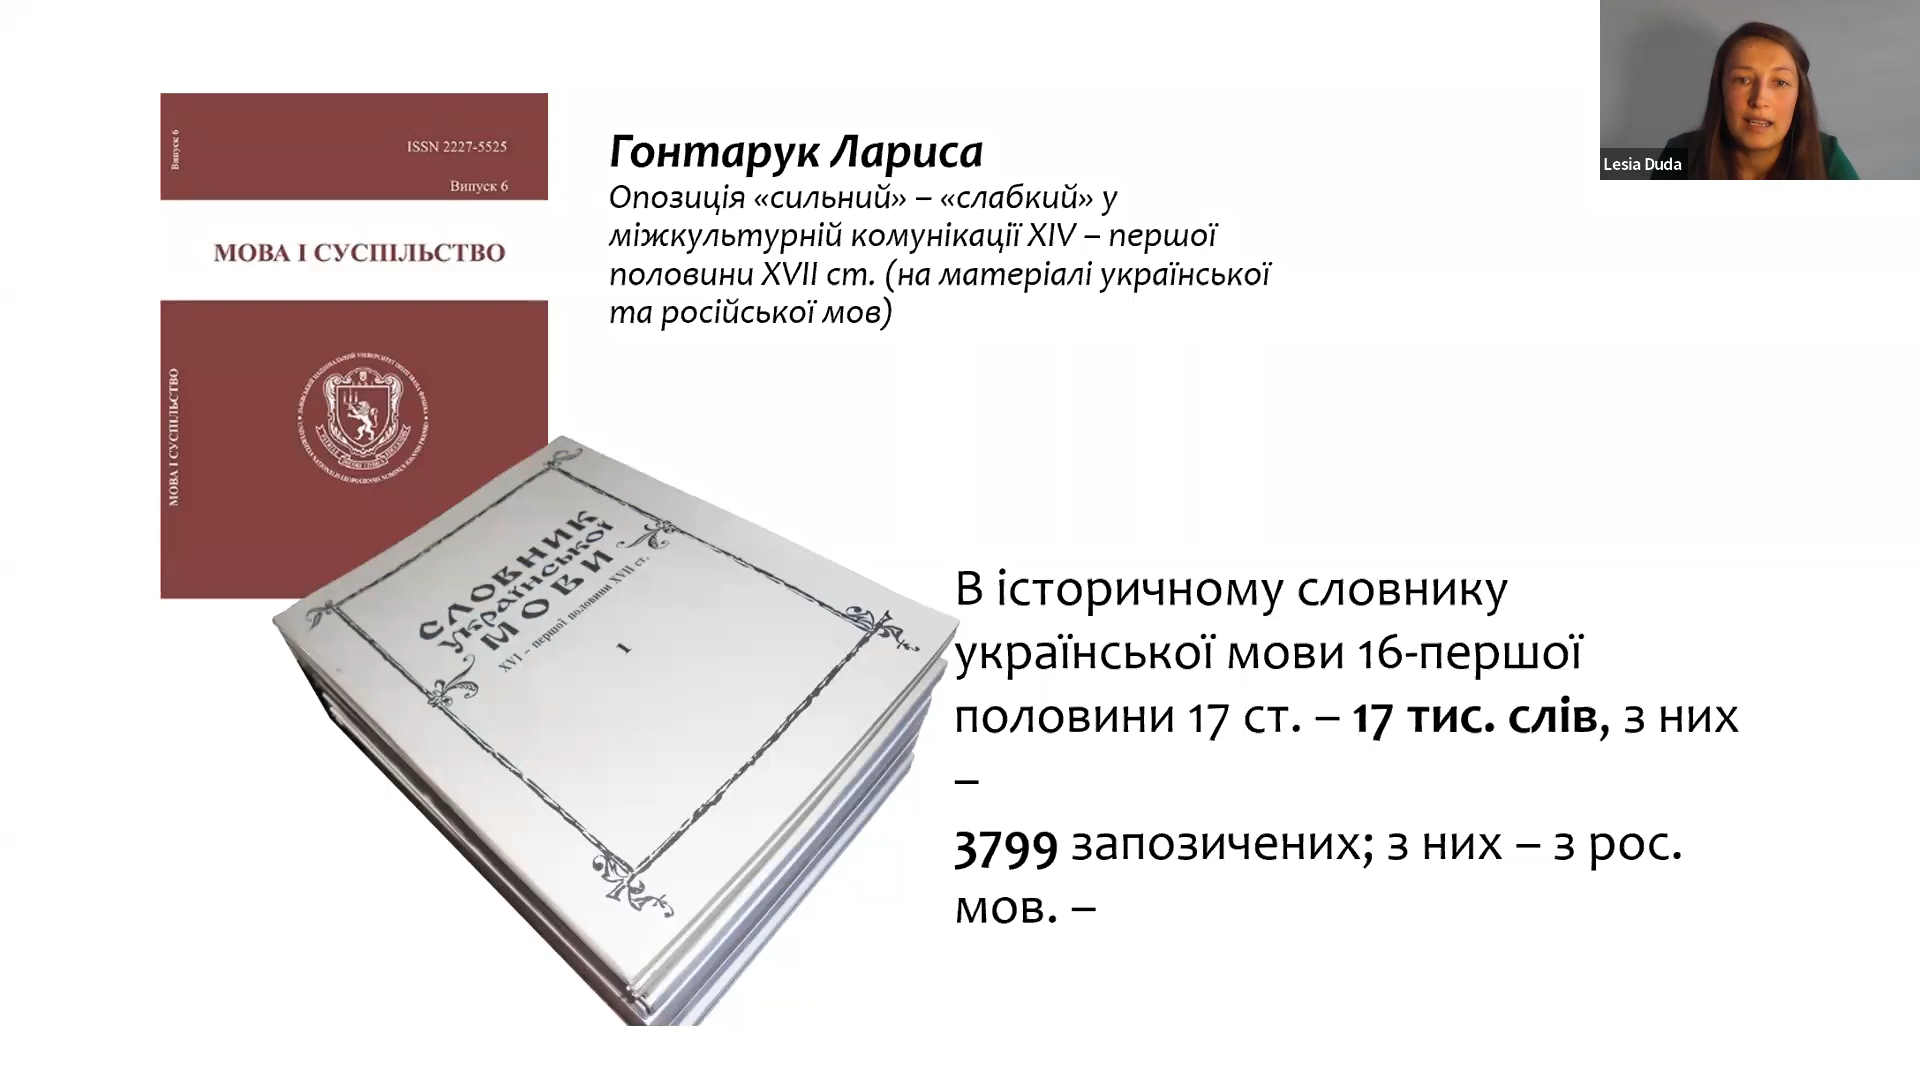 Випуск 6
ISSN 2227-5525
Випуск 6
МОВА І СУСПІЛЬСТВО
МОВА І СУСПІЛЬСТВО
Гонтарук Лариса
Опозиція «сильний» – «слабкий» у
міжкультурній комунікації XIV – першої
половини XVII ст. (на матеріалі української
та російської мов)
Lesia Duda
СЛОВНИК
української
МОВИ
XVI – першої половини XVII ст.
1
В історичному словнику
української мови 16-першої
половини 17 ст. – 17 тис. слів, з них
–
3799 запозичених; з них – з рос.
мов. –